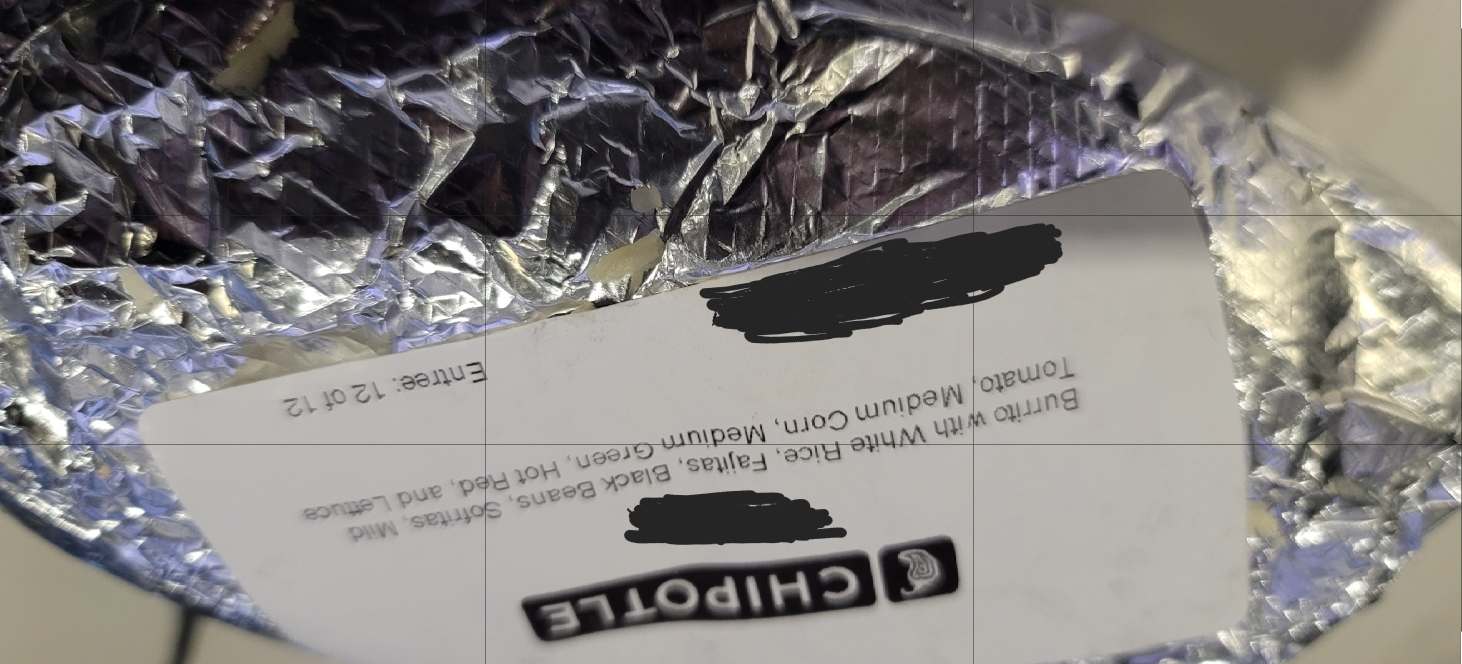 CHIPOTLE
Burrito with White Rice, Fajitas, Black Beans, Sofritas, Mild
Tomato, Medium Corn, Medium Green, Hot Red, and Lettuce
Entree: 12 of 12